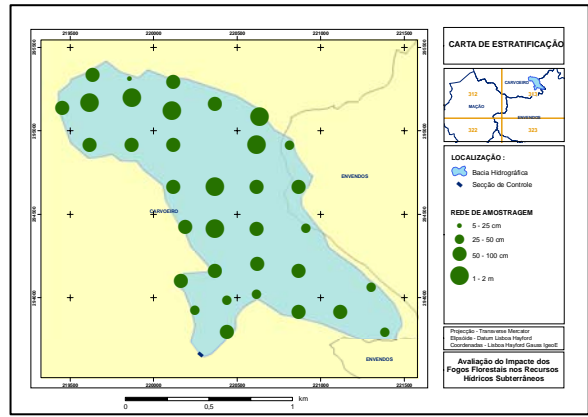 219500 220000 220500 221000 221500
CARTA DE ESTRATIFICAÇÃO
CARVOEIRO
312 313
MAÇÃO
ENVENDOS
322 323
LOCALIZAÇÃO :
Bacia Hidrográfica
Secção de Controle
REDE DE AMOSTRAGEM
5 - 25 cm
25 - 50 cm
50 - 100 cm
1 - 2 m
ENVENDOS
CARVOEIRO
ENVENDOS
219500 220000 220500 221000 221500
Projecção - Transverse Mercator
Elipsóide - Datum Lisboa Hayford
Coordenadas - Lisboa Hayford Gauss IgeoE
Avaliação do Impacte dos
Fogos Florestais nos Recursos
Hídricos Subterrâneos
km
0 0,5 1